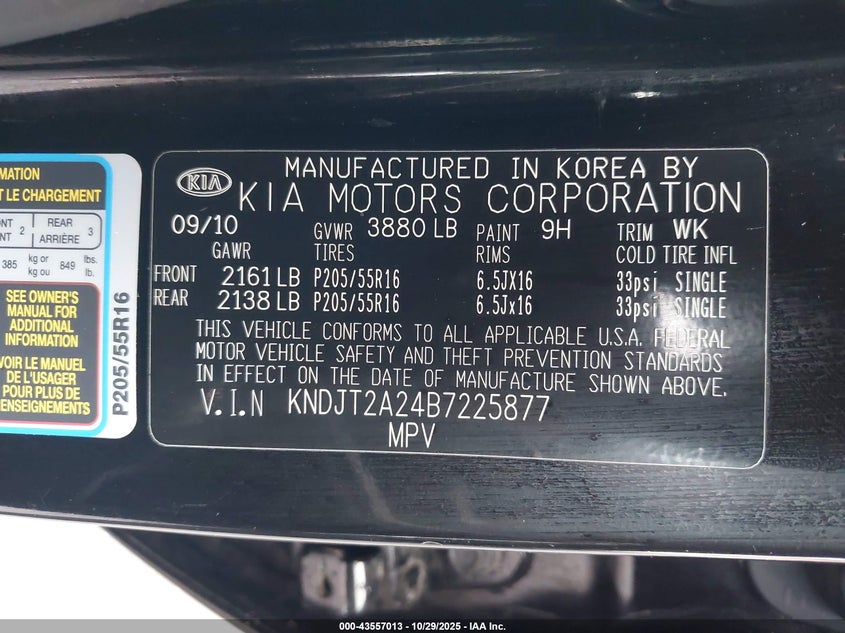 MATION
T LE CHARGEMENT
NT 2 REAR 3
NT ARRIÈRE
385 kg or 849 lbs.
kg ou lb.
SEE OWNER'S
MANUAL FOR
ADDITIONAL
INFORMATION
VOIR LE MANUEL
DE L'USAGER
POUR PLUS DE
RENSEIGNEMENTS
P205/55R16
KIA
MANUFACTURED IN KOREA BY
KIA MOTORS CORPORATION
09/10 GVWR 3880 LB PAINT 9H TRIM WK
GAWR TIRES RIMS COLD TIRE INFL
FRONT 2161 LB P205/55R16 6.5JX16 33psi SINGLE
REAR 2138 LB P205/55R16 6.5Jx16 33psi SINGLE
THIS VEHICLE CONFORMS TO ALL APPLICABLE U.S.A. FEDERAL
MOTOR VEHICLE SAFETY AND THEFT PREVENTION STANDARDS
IN EFFECT ON THE DATE OF MANUFACTURE SHOWN ABOVE.
V.I.N KNDJT2A24B7225877
MPV
000-43557013 - 10/29/2025 - IAA Inc.